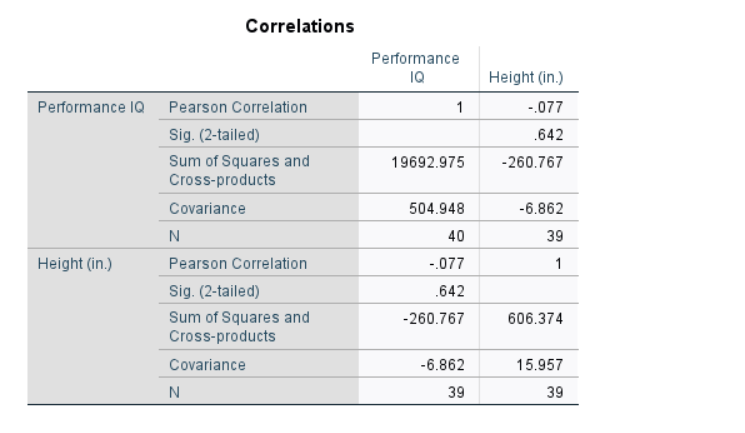 Correlations
Performance
IQ Height (in.)
Performance IQ Pearson Correlation 1 -.077
Sig. (2-tailed) .642
Sum of Squares and
Cross-products 19692.975 -260.767
Covariance 504.948 -6.862
N 40 39
Height (in.) Pearson Correlation -.077 1
Sig. (2-tailed) .642
Sum of Squares and
Cross-products -260.767 606.374
Covariance -6.862 15.957
N 39 39